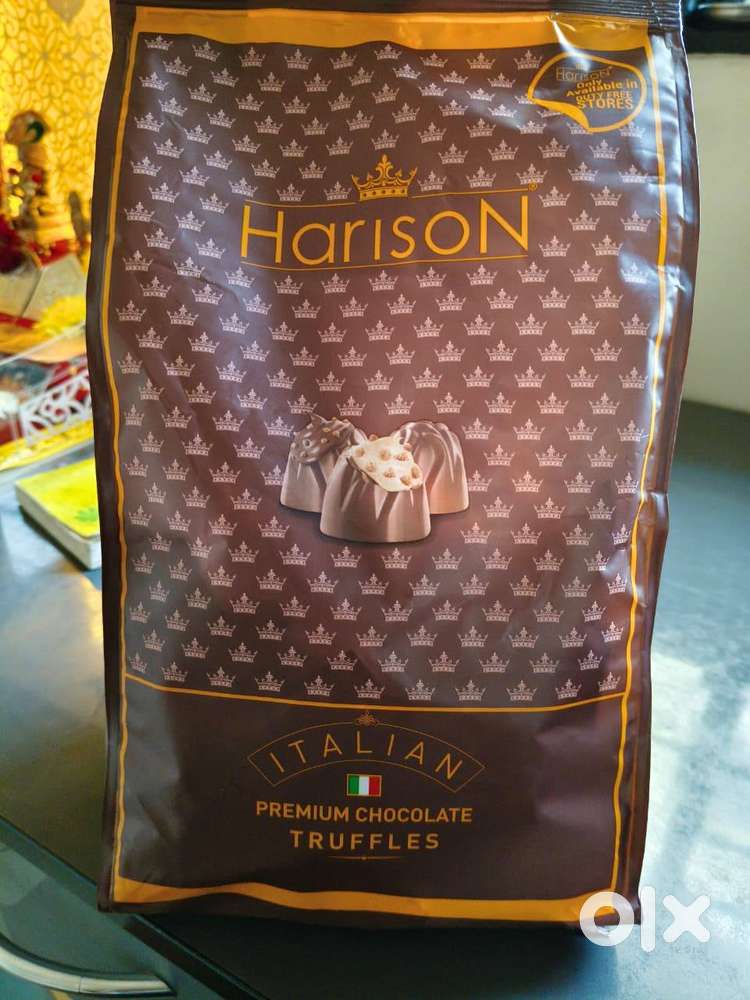 Harison
Only
Available in
DUTY FREE
STORES
HarisoN®
ITALIAN
PREMIUM CHOCOLATE
TRUFFLES
olx